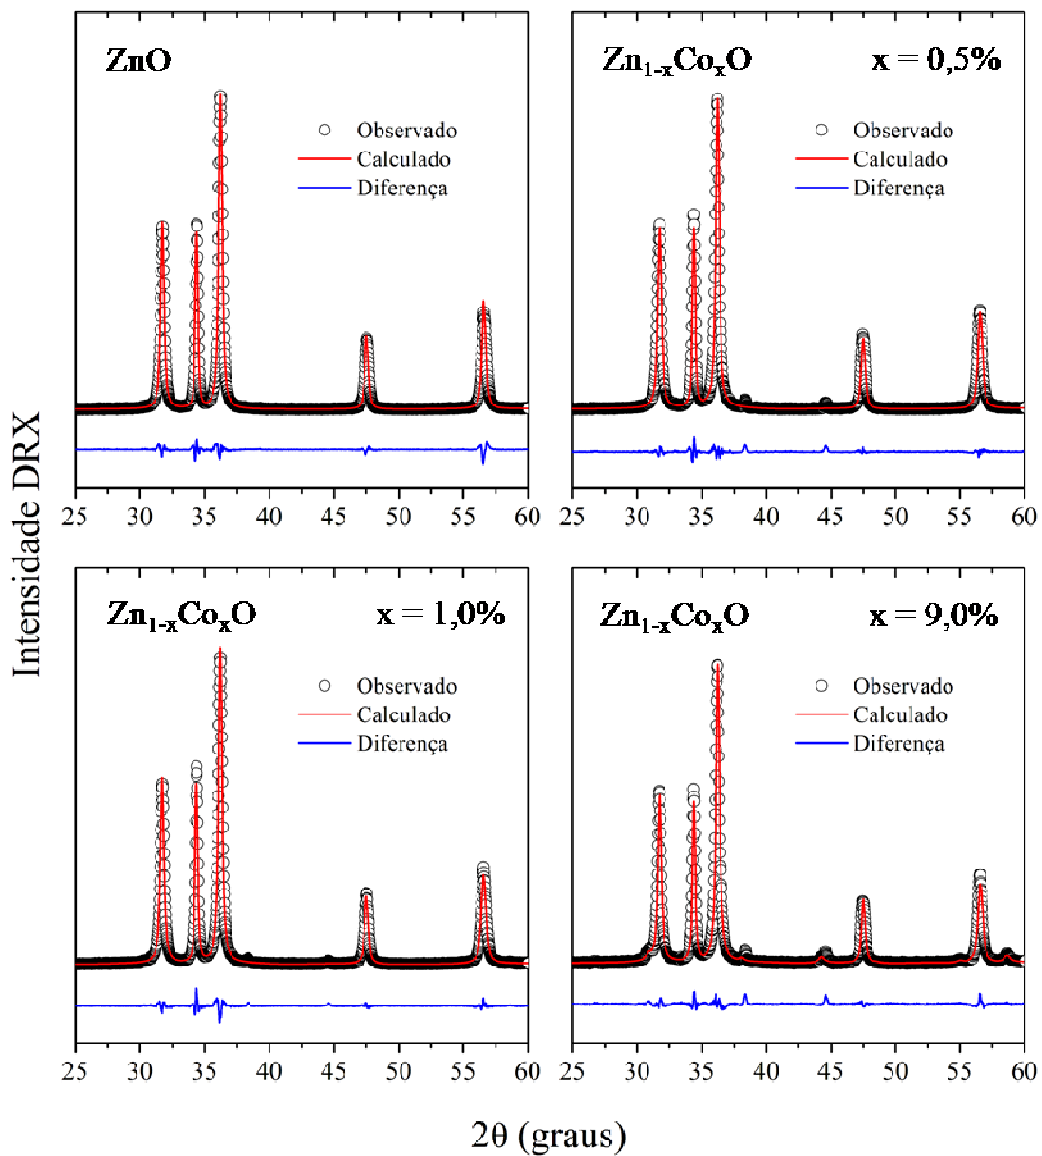 ZnO
Observado
Calculado
Diferença
25 30 35 40 45 50 55 60
Zn1-xCoxO x = 0,5%
Observado
Calculado
Diferença
25 30 35 40 45 50 55 60
Intensidade DRX
Zn1-xCoxO x = 1,0%
Observado
Calculado
Diferença
25 30 35 40 45 50 55 60
Zn1-xCoxO x = 9,0%
Observado
Calculado
Diferença
25 30 35 40 45 50 55 60
2θ (graus)